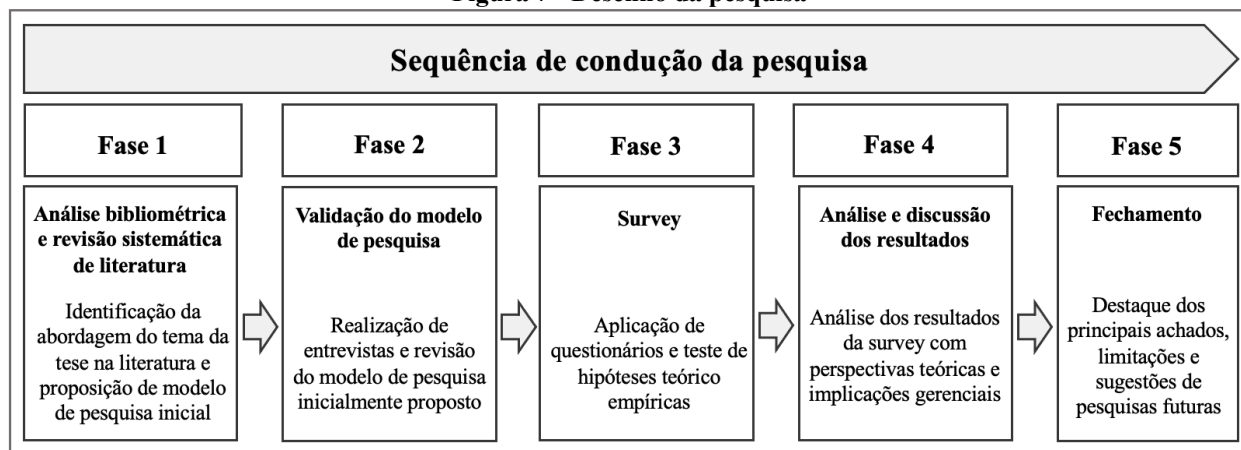 Sequência de condução da pesquisa
Fase 1
Fase 2
Fase 3
Fase 4
Fase 5
Análise bibliométrica
e revisão sistemática
de literatura
Identificação da
abordagem do tema da
tese na literatura e
proposição de modelo
de pesquisa inicial
Validação do modelo
de pesquisa
Realização de
entrevistas e revisão
do modelo de pesquisa
inicialmente proposto
Survey
Aplicação de
questionários e teste de
hipóteses teórico
empíricas
Análise e discussão
dos resultados
Análise dos resultados
da survey com
perspectivas teóricas e
implicações gerenciais
Fechamento
Destaque dos
principais achados,
limitações e
sugestões de
pesquisas futuras